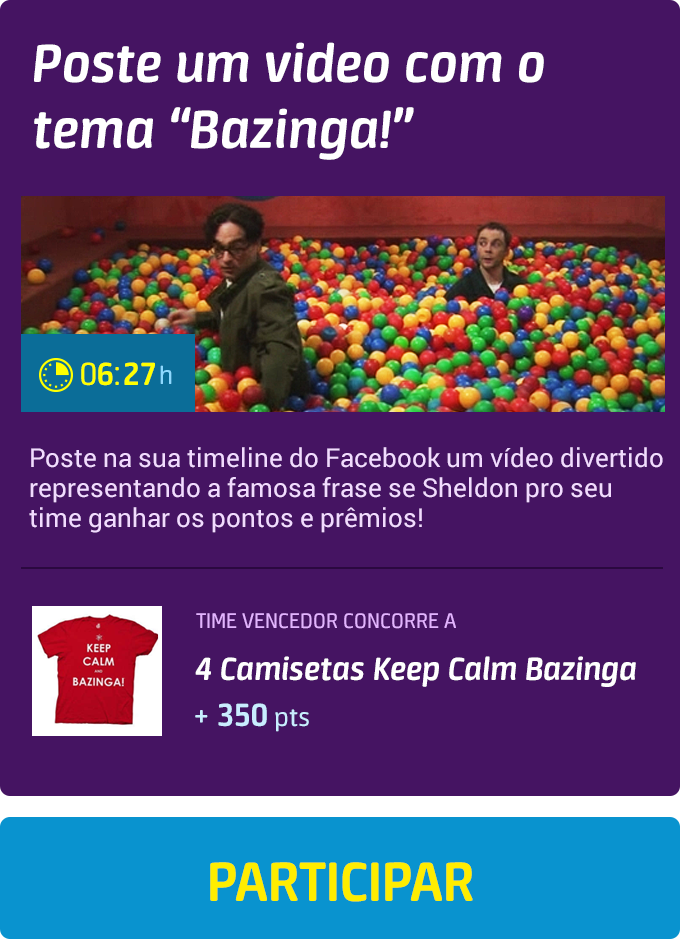 Poste um video com o
tema “Bazinga!”
06:27h
Poste na sua timeline do Facebook um vídeo divertido
representando a famosa frase se Sheldon pro seu
time ganhar os pontos e prêmios!
TIME VENCEDOR CONCORRE A
KEEP
CALM
AND
BAZINGA!
4 Camisetas Keep Calm Bazinga
+ 350 pts
PARTICIPAR